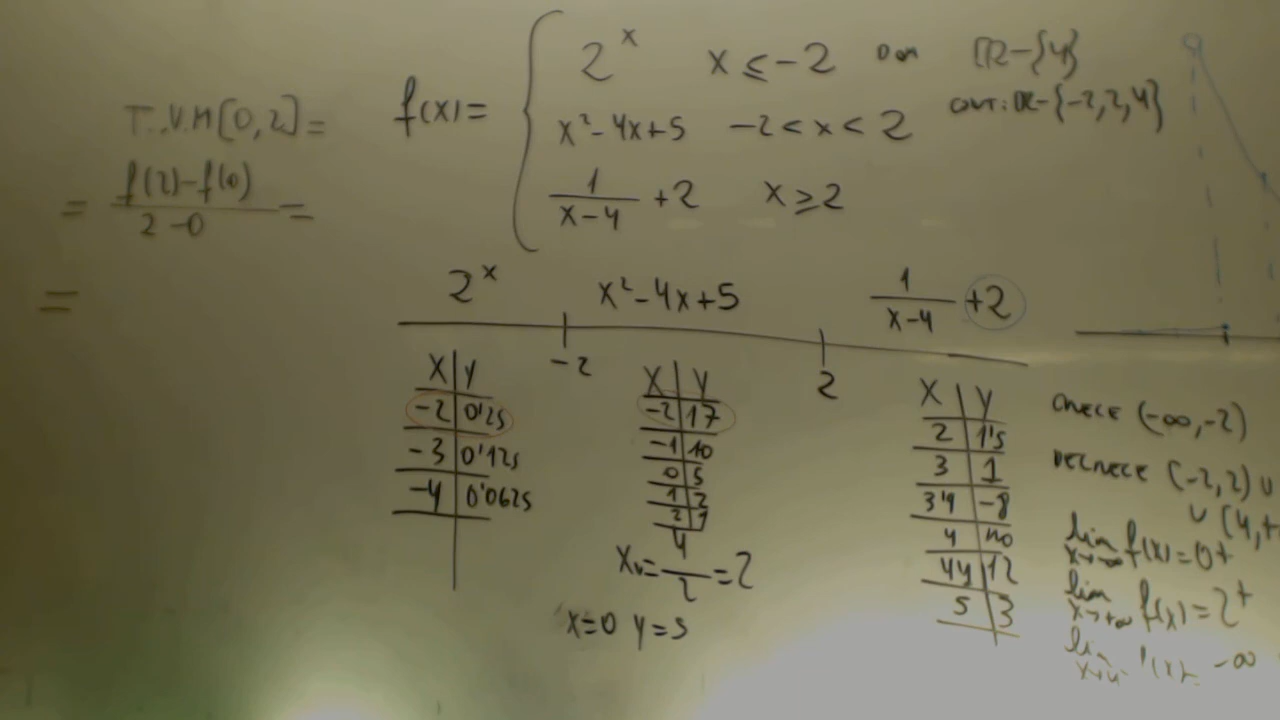 T.V.M [0,2] =
= f(2)-f(0) / 2-0 =
=
f(x) = { 2^x x ≤ -2
x²-4x+5 -2 < x < 2
1/(x-4) +2 x ≥ 2
Dom R-{4}
CONT: R-{-2,2,4}
2^x x²-4x+5 1/(x-4) +2
-2 2
X Y
-2 0'25
-3 0'125
-4 0'0625
X Y
-2 17
-1 10
0 5
1 2
2 1
Xv= 4/2 =2
X=0 Y=5
X Y
2 1'5
3 1
3'9 -8
4 no
4'1 12
5 3
CRECE (-∞,-2)
DECRECE (-2,2) ∪
∪ (4,+
lim x→-∞ f(x)=0+
lim x→+∞ f(x)=2+
lim f(x)= -∞